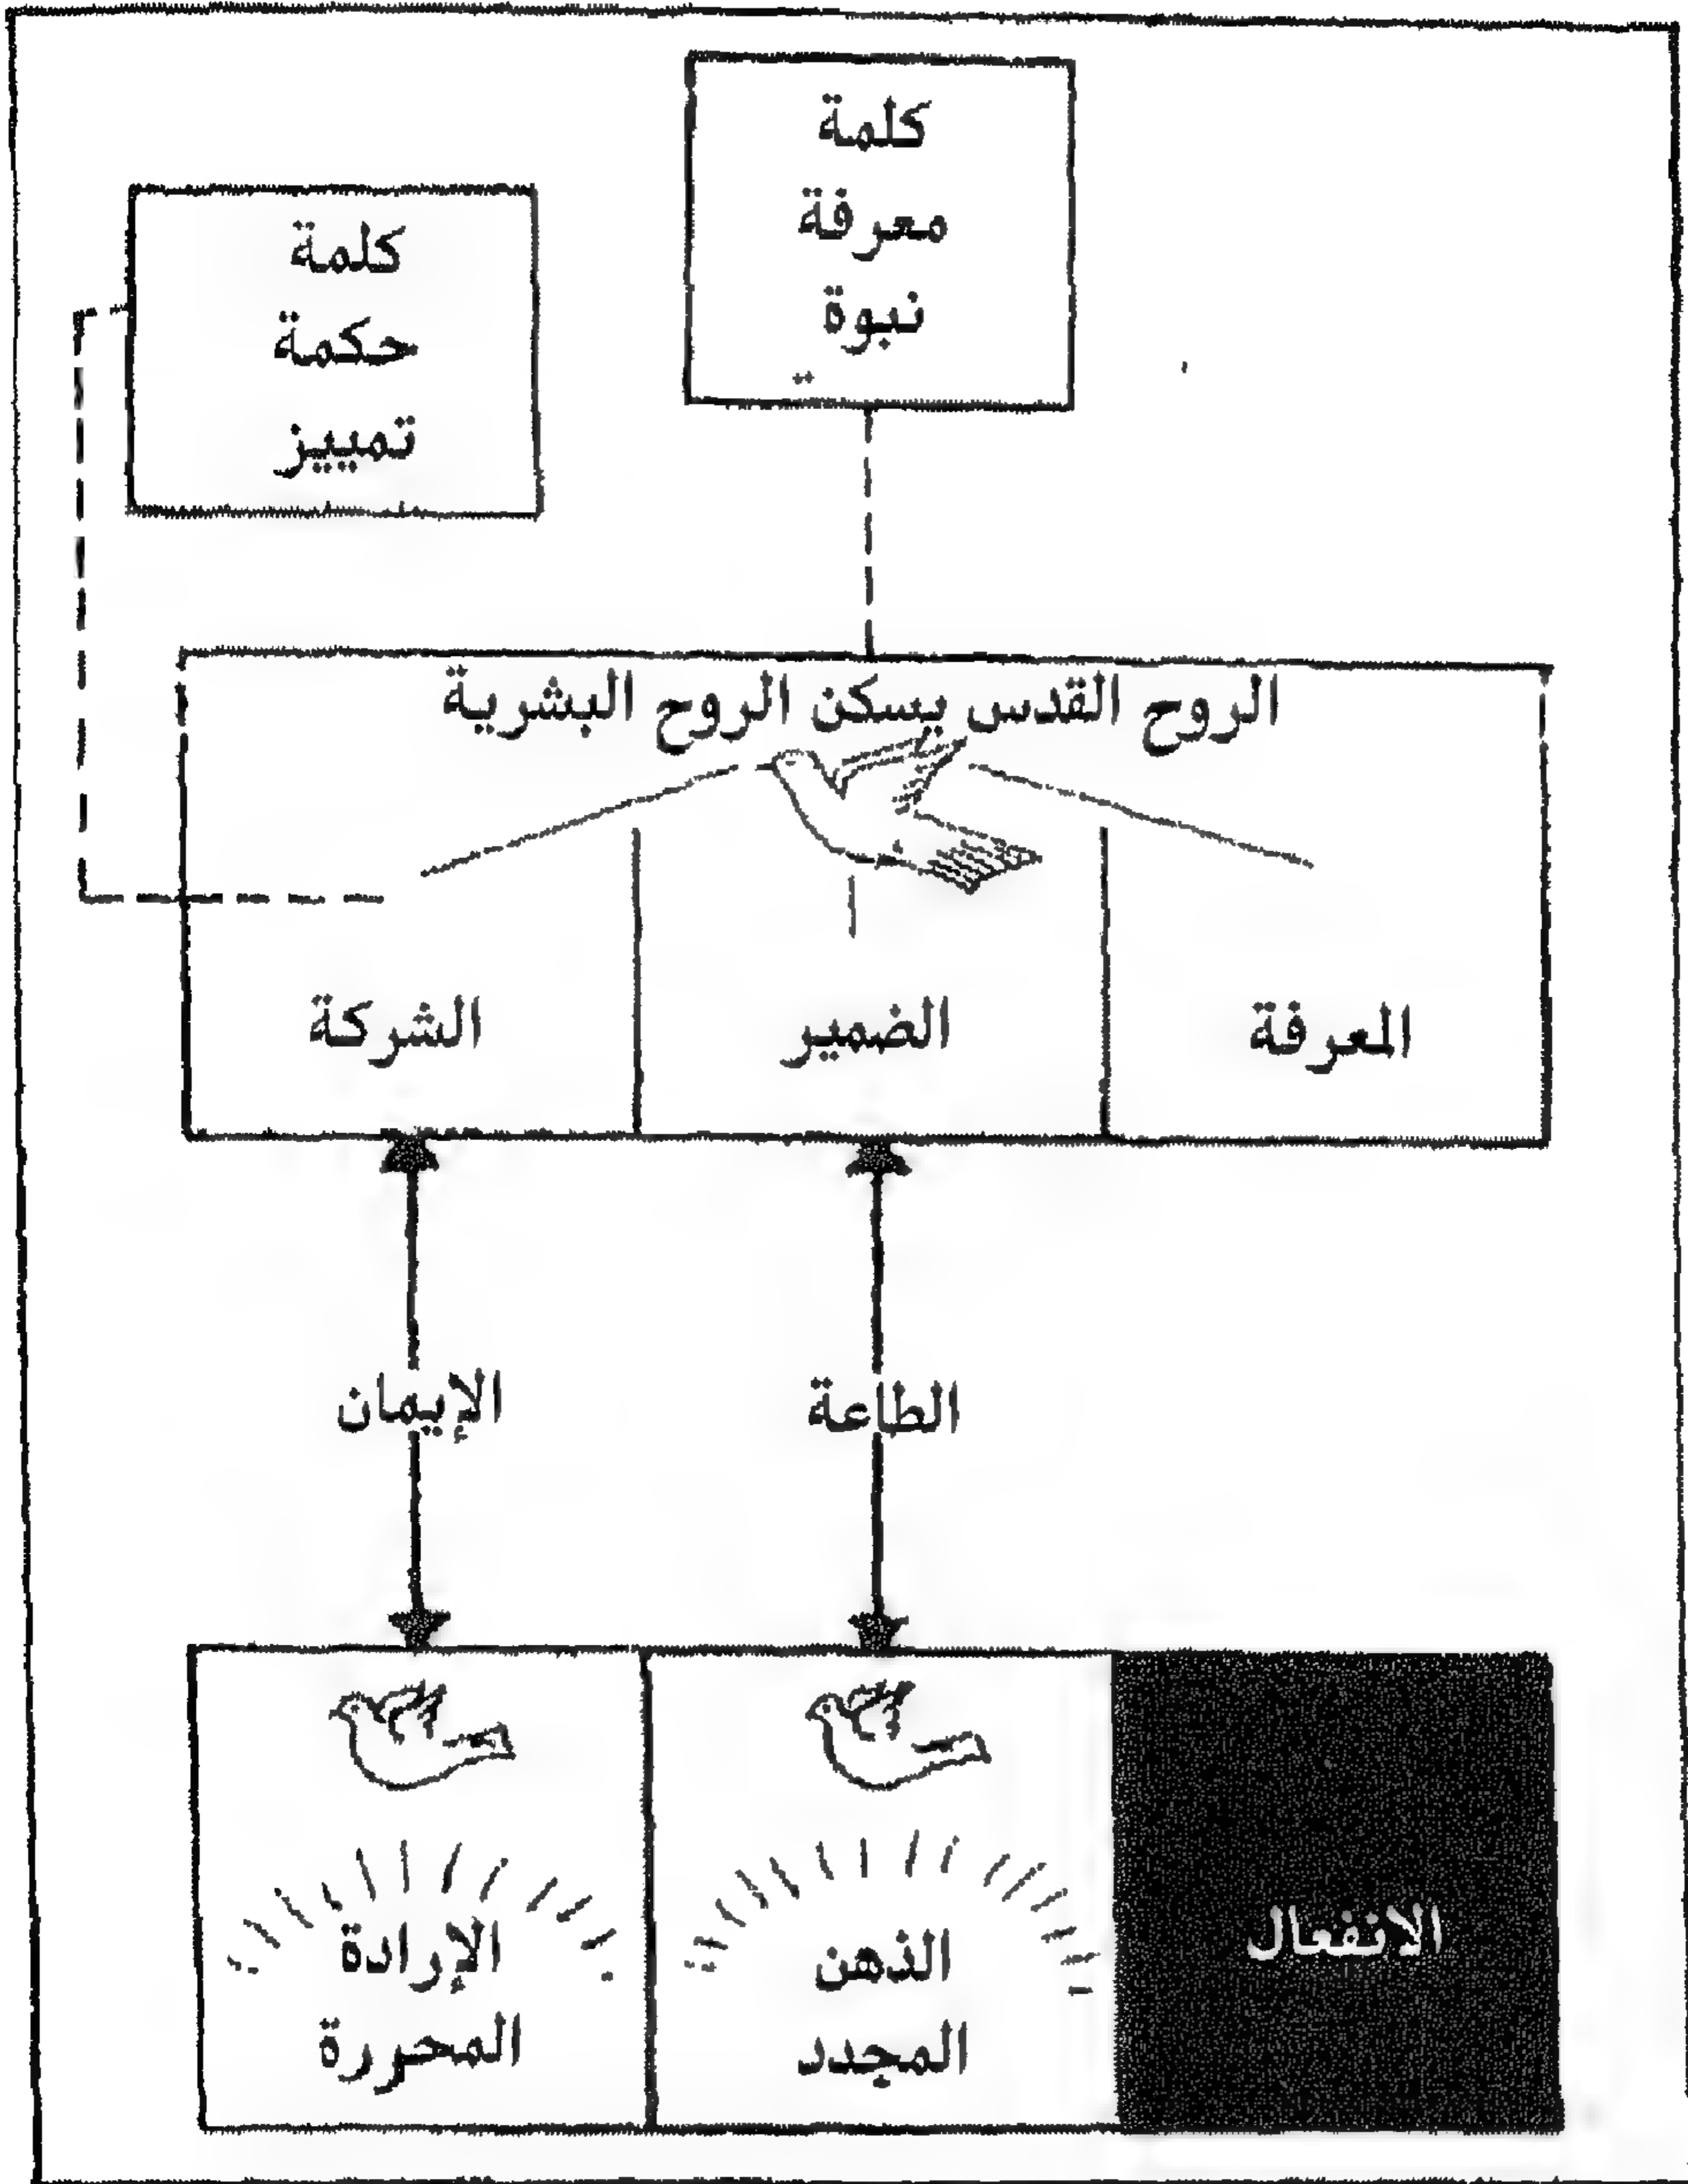 كلمة
معرفة
نبوة
كلمة
حكمة
تمييز
الروح القدس يسكن الروح البشرية
المعرفة
الضمير
الشركة
الطاعة
الإيمان
الانفعال
الذهن
المجدد
الإرادة
المحررة